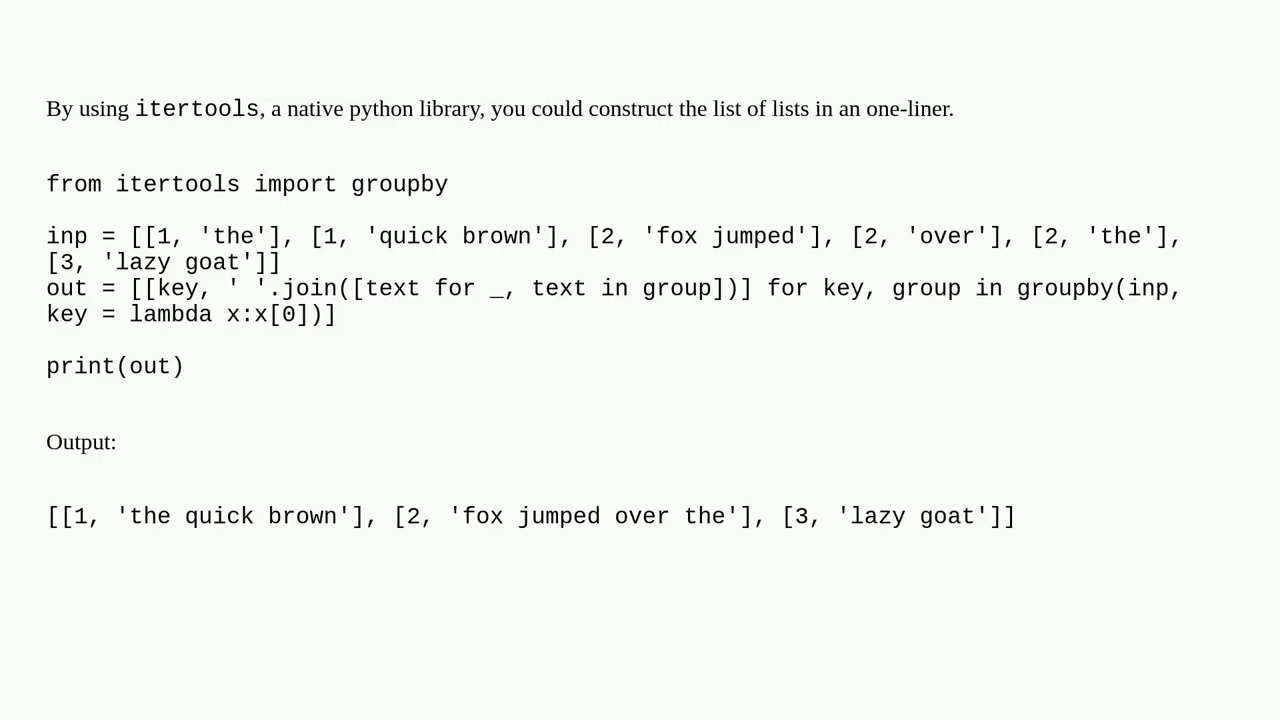 By using itertools, a native python library, you could construct the list of lists in an one-liner.
from itertools import groupby
inp = [[1, 'the'], [1, 'quick brown'], [2, 'fox jumped'], [2, 'over'], [2, 'the'],
[3, 'lazy goat']]
out = [[key, ' '.join([text for _, text in group])] for key, group in groupby(inp,
key = lambda x:x[0])]
print(out)
Output:
[[1, 'the quick brown'], [2, 'fox jumped over the'], [3, 'lazy goat']]